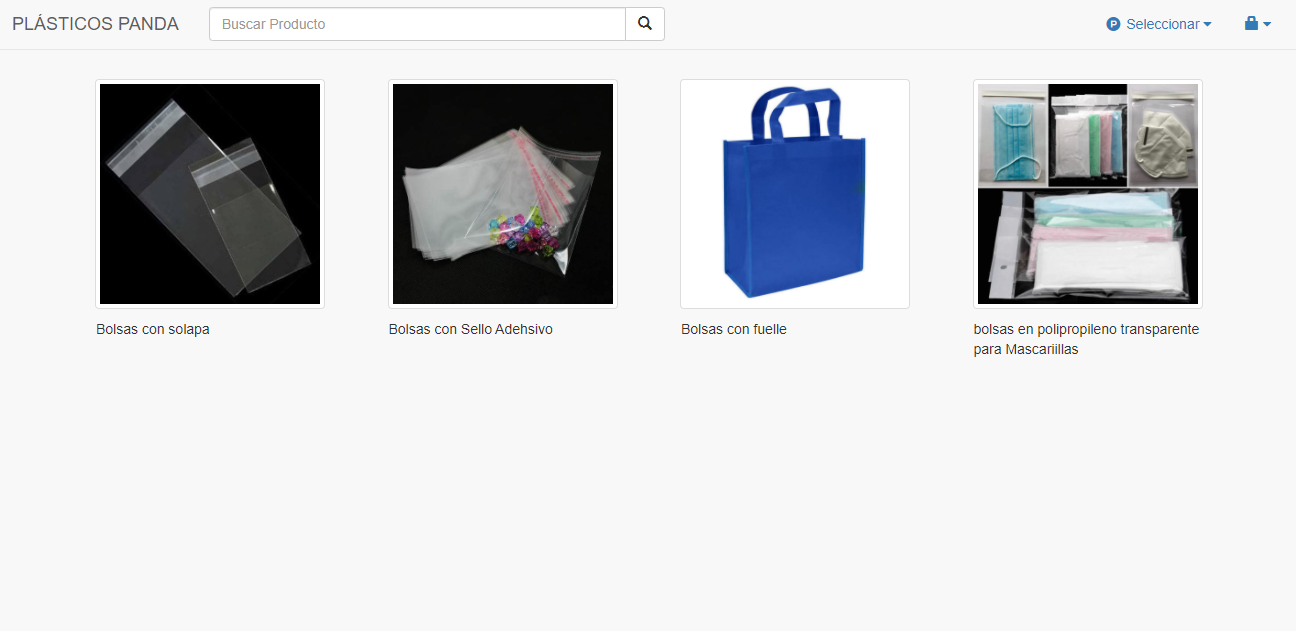 PLÁSTICOS PANDA
Buscar Producto
P Seleccionar
Bolsas con solapa
Bolsas con Sello Adehsivo
Bolsas con fuelle
bolsas en polipropileno transparente
para Mascariillas